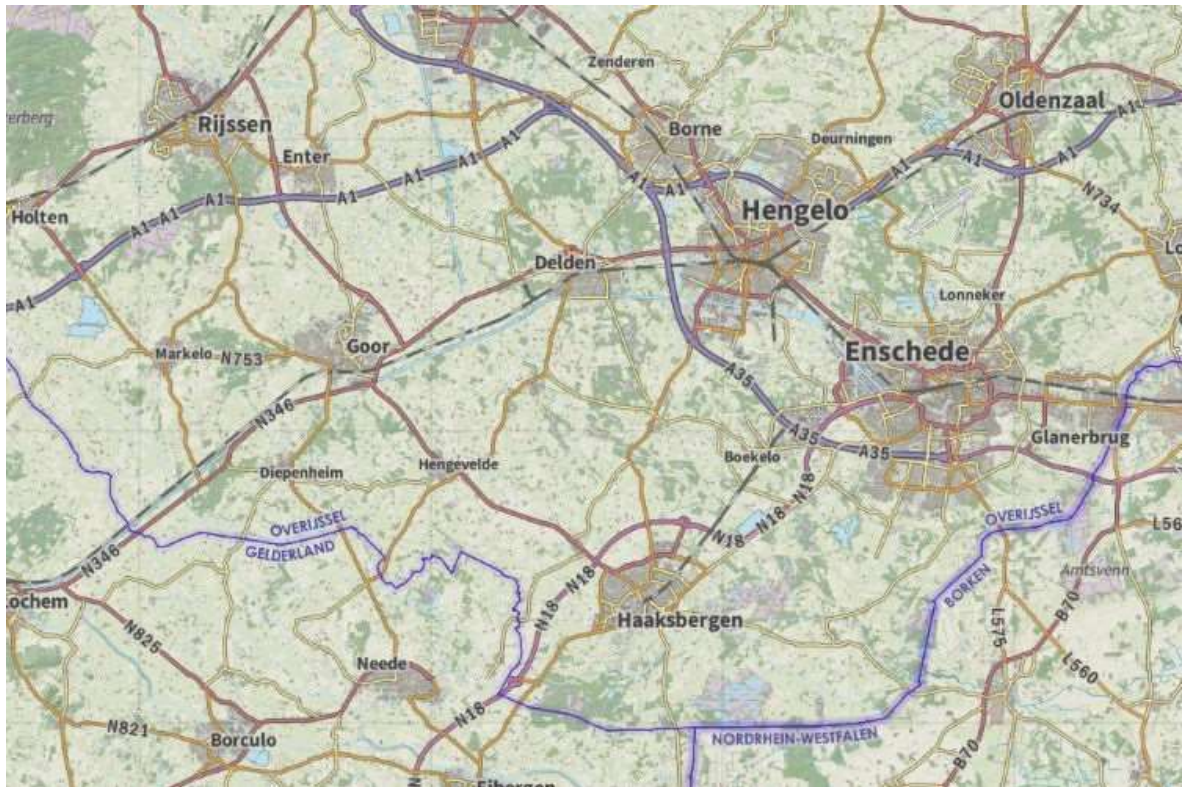 Zenderen
Oldenzaal
A1
Rijssen
Borne
Deurningen
A1
A1
Enter
A1
A1
A1
A1
A1
A1
N734
A1
A1
A1
Holten
Hengelo
A1
A1
Delden
Lonneker
Goor
Enschede
Markelo
N753
A35
N346
A35
Glanerbrug
Boekelo
A35
Diepenheim
Hengevelde
N18
OVERIJSSEL
OVERIJSSEL
GELDERLAND
N18
N18
N346
Amtsvenn
N18
BORKEN
B70
N18
Haaksbergen
L575
N825
Neede
L560
N18
N821
Borculo
NORDRHEIN-WESTFALEN
B70